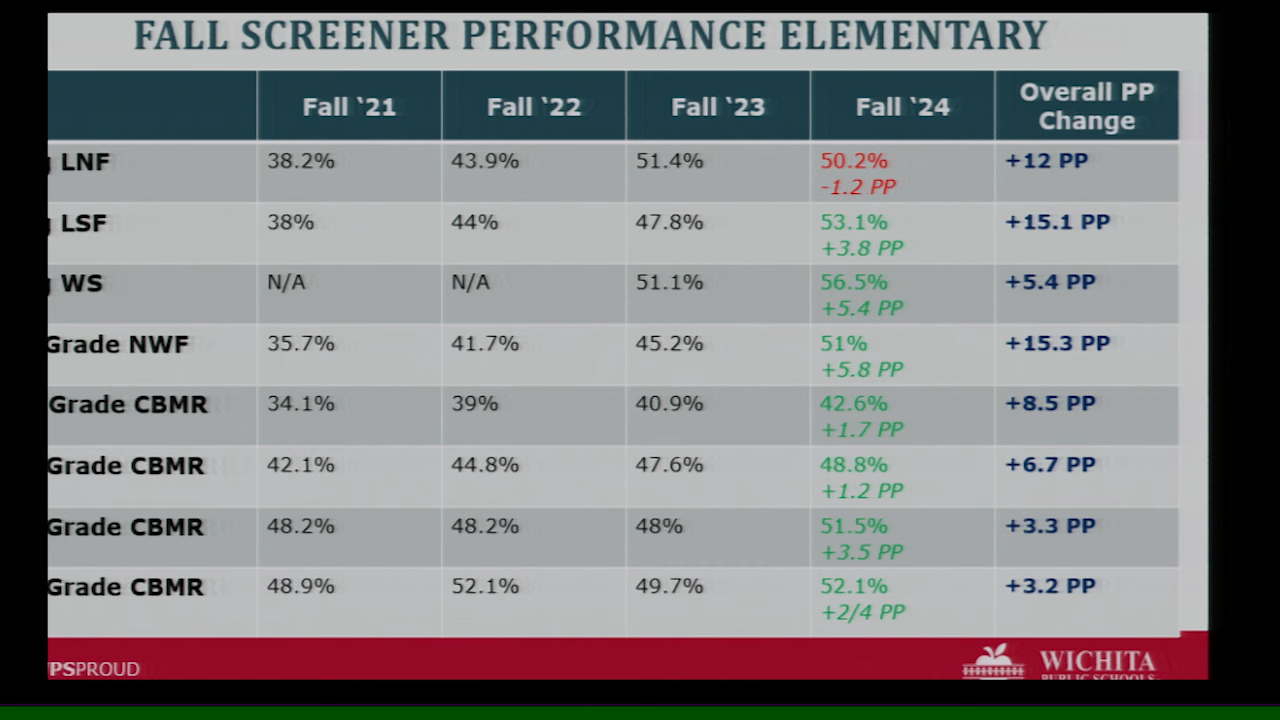 FALL SCREENER PERFORMANCE ELEMENTARY
Fall ‘21 Fall ‘22 Fall ‘23 Fall ‘24 Overall PP Change
LNF 38.2% 43.9% 51.4% 50.2% +12 PP
-1.2 PP
LSF 38% 44% 47.8% 53.1% +15.1 PP
+3.8 PP
WS N/A N/A 51.1% 56.5% +5.4 PP
+5.4 PP
Grade NWF 35.7% 41.7% 45.2% 51% +15.3 PP
+5.8 PP
Grade CBMR 34.1% 39% 40.9% 42.6% +8.5 PP
+1.7 PP
Grade CBMR 42.1% 44.8% 47.6% 48.8% +6.7 PP
+1.2 PP
Grade CBMR 48.2% 48.2% 48% 51.5% +3.3 PP
+3.5 PP
Grade CBMR 48.9% 52.1% 49.7% 52.1% +3.2 PP
+2/4 PP
PSPROUD
WICHITA
PUBLIC SCHOOLS